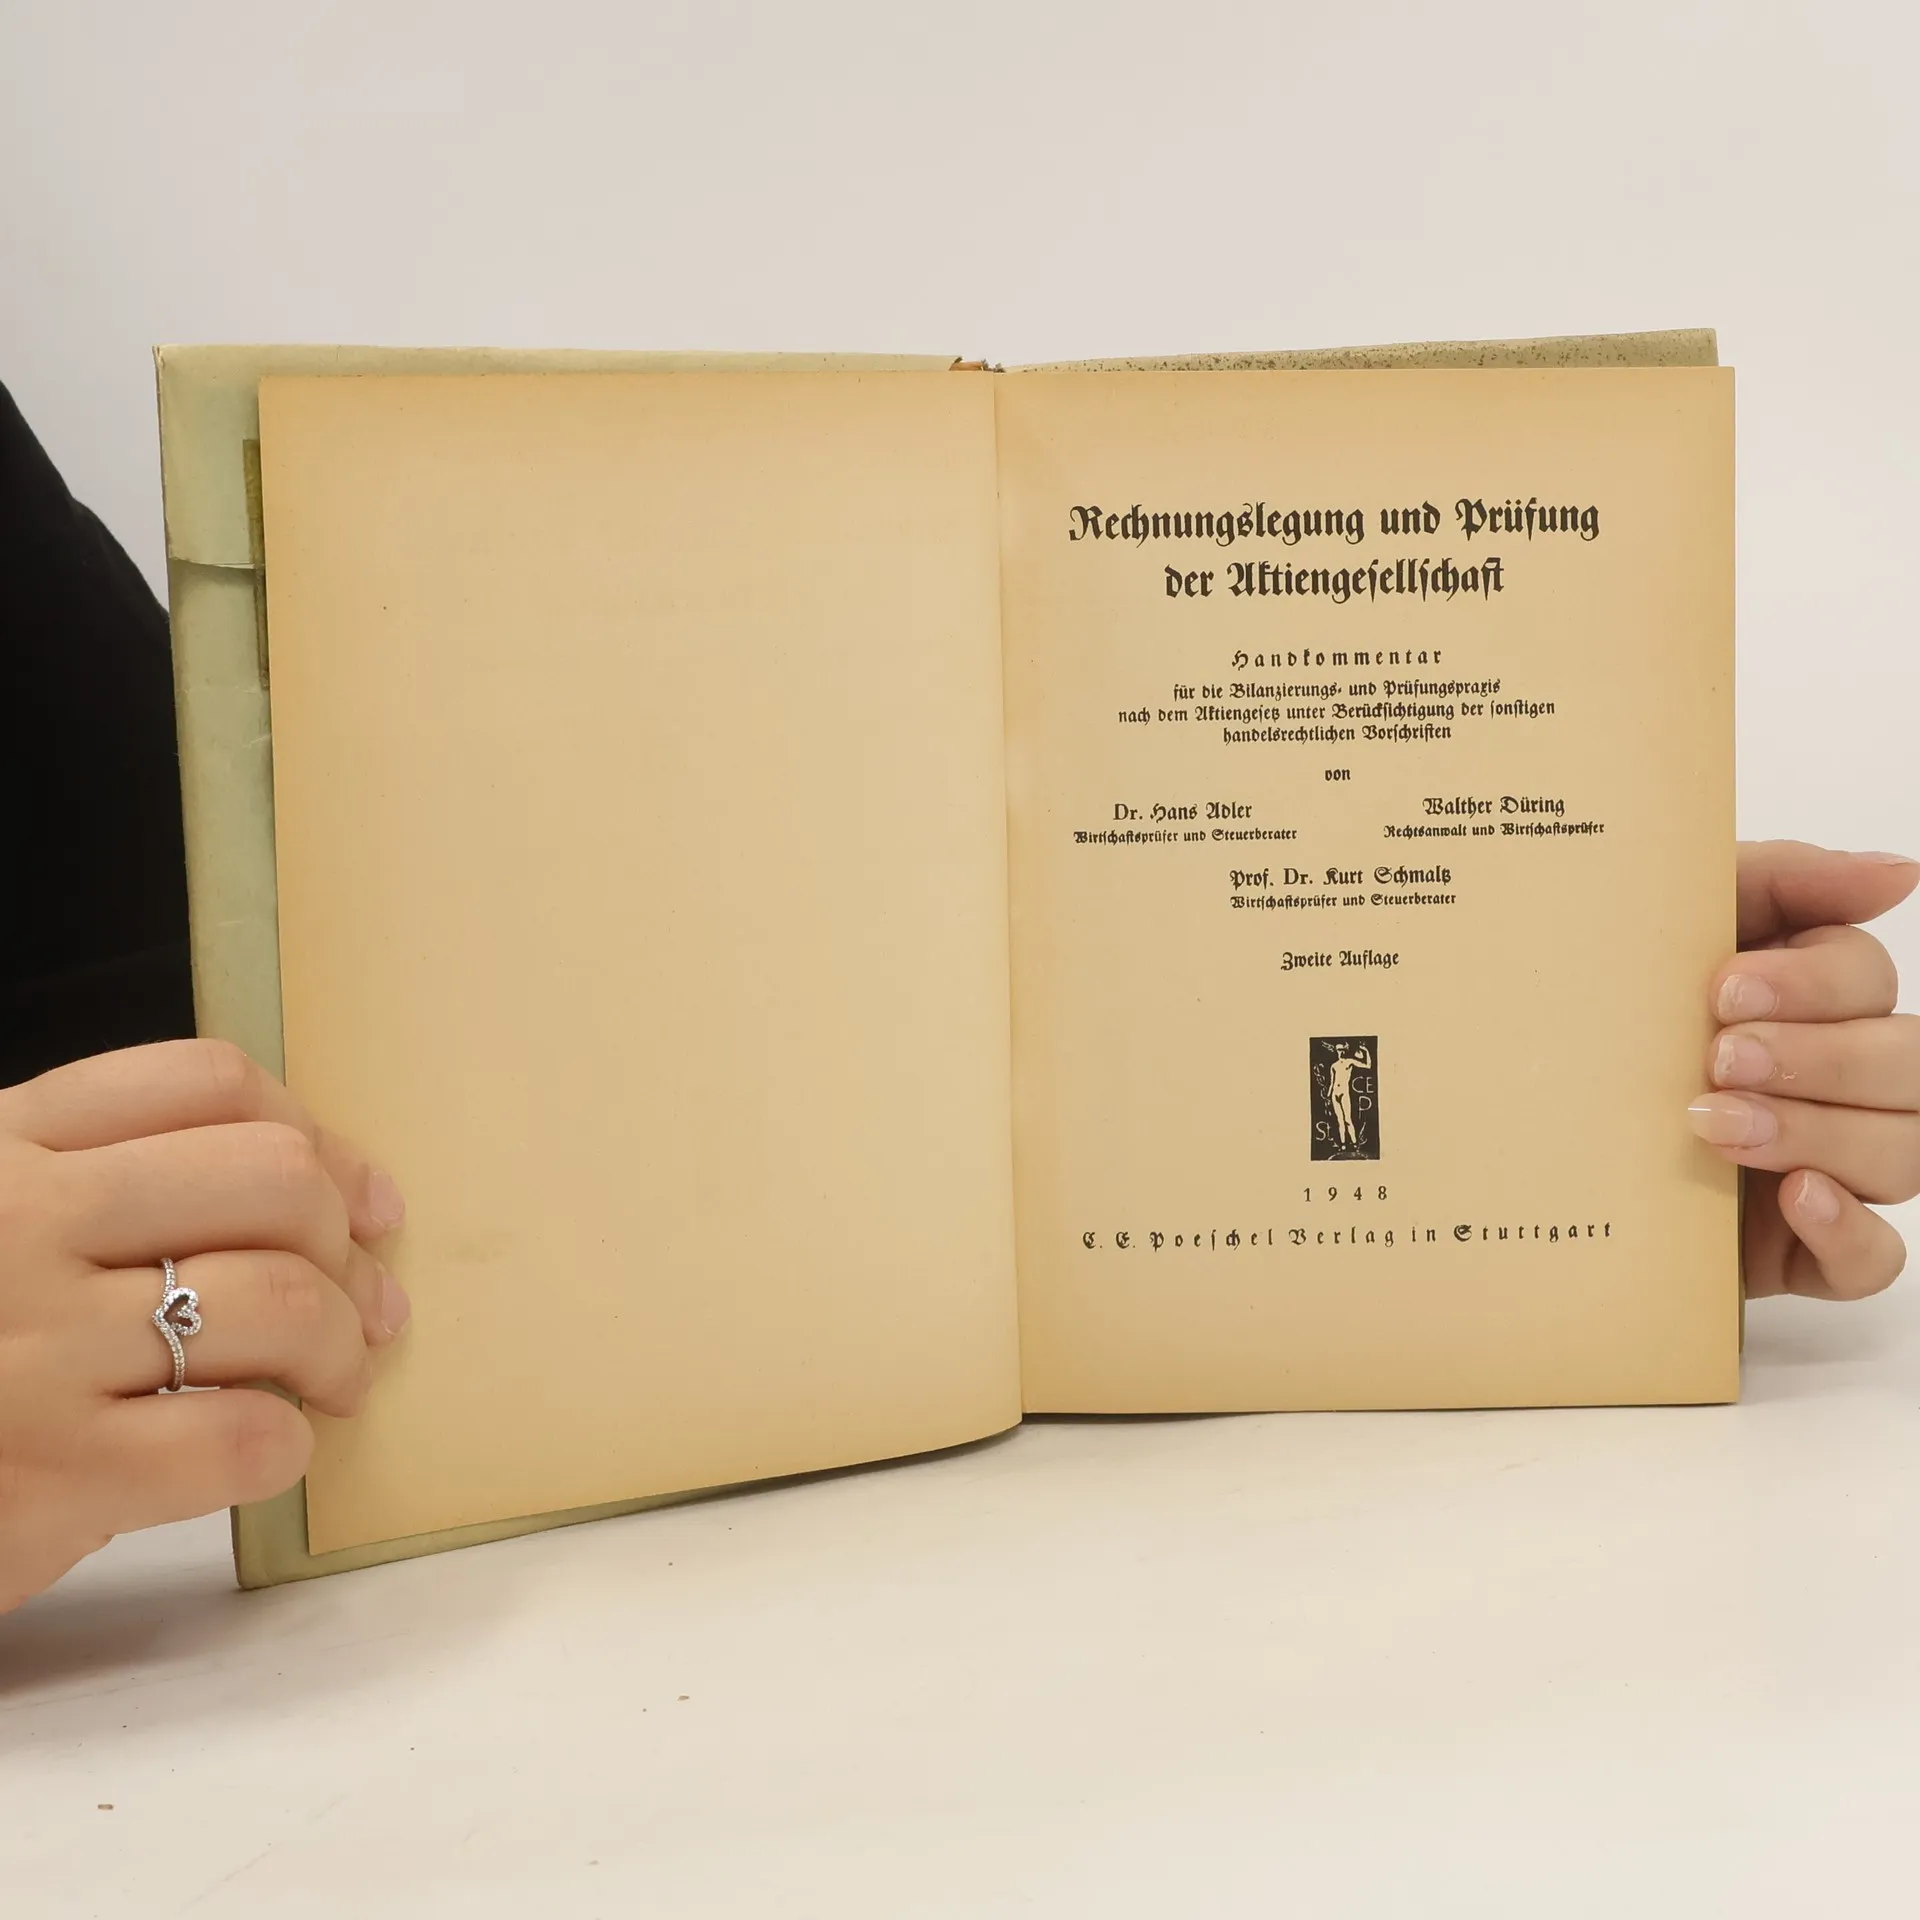 Rechnungslegung und Prüfung
der Aktiengesellschaft
Handkommentar
für die Bilanzierungs- und Prüfungspraxis
nach dem Aktiengesetz unter Berücksichtigung der sonstigen
handelsrechtlichen Vorschriften
von
Dr. Hans Adler
Wirtschaftsprüfer und Steuerberater
Walther Düring
Rechtsanwalt und Wirtschaftsprüfer
Prof. Dr. Kurt Schmaltz
Wirtschaftsprüfer und Steuerberater
Zweite Auflage
CE
P
St
1948
C. E. Poeschel Verlag in Stuttgart